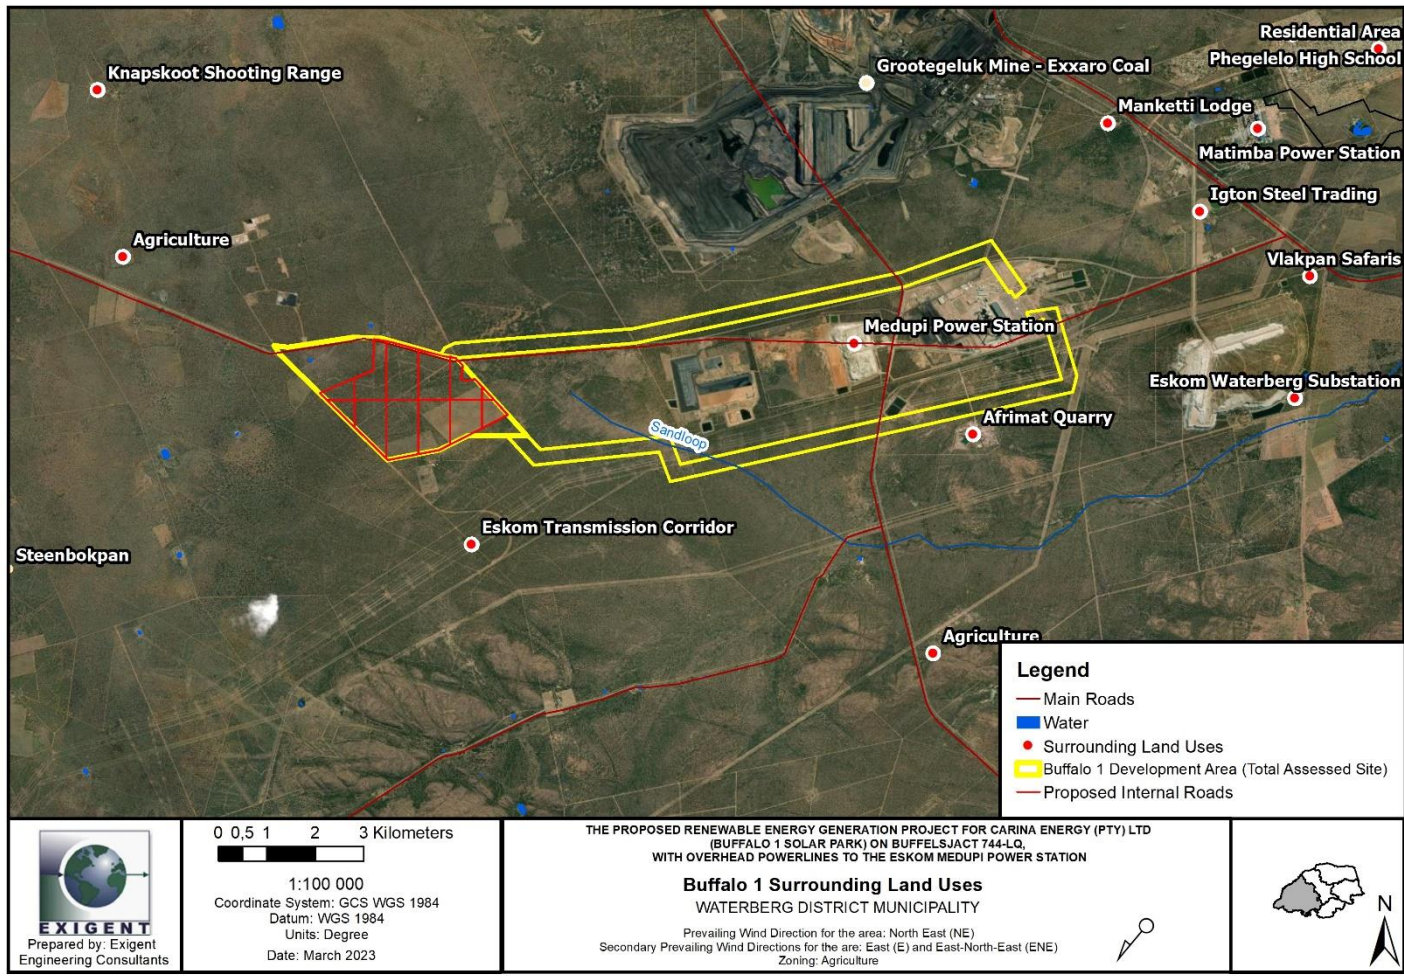 Residential Area
Phegelelo High School
Knapskoot Shooting Range
Grootegeluk Mine - Exxaro Coal
Manketti Lodge
Matimba Power Station
Igton Steel Trading
Agriculture
Vlakpan Safaris
Medupi Power Station
Eskom Waterberg Substation
Afrimat Quarry
Sandloop
Eskom Transmission Corridor
Steenbokpan
Agriculture
Legend
Main Roads
Water
Surrounding Land Uses
Buffalo 1 Development Area (Total Assessed Site)
Proposed Internal Roads
EXIGENT
Prepared by: Exigent
Engineering Consultants
0 0,5 1 2 3 Kilometers
1:100 000
Coordinate System: GCS WGS 1984
Datum: WGS 1984
Units: Degree
Date: March 2023
THE PROPOSED RENEWABLE ENERGY GENERATION PROJECT FOR CARINA ENERGY (PTY) LTD
(BUFFALO 1 SOLAR PARK) ON BUFFELSJACT 744-LQ,
WITH OVERHEAD POWERLINES TO THE ESKOM MEDUPI POWER STATION
Buffalo 1 Surrounding Land Uses
WATERBERG DISTRICT MUNICIPALITY
Prevailing Wind Direction for the area: North East (NE)
Secondary Prevailing Wind Directions for the are: East (E) and East-North-East (ENE)
Zoning: Agriculture
N